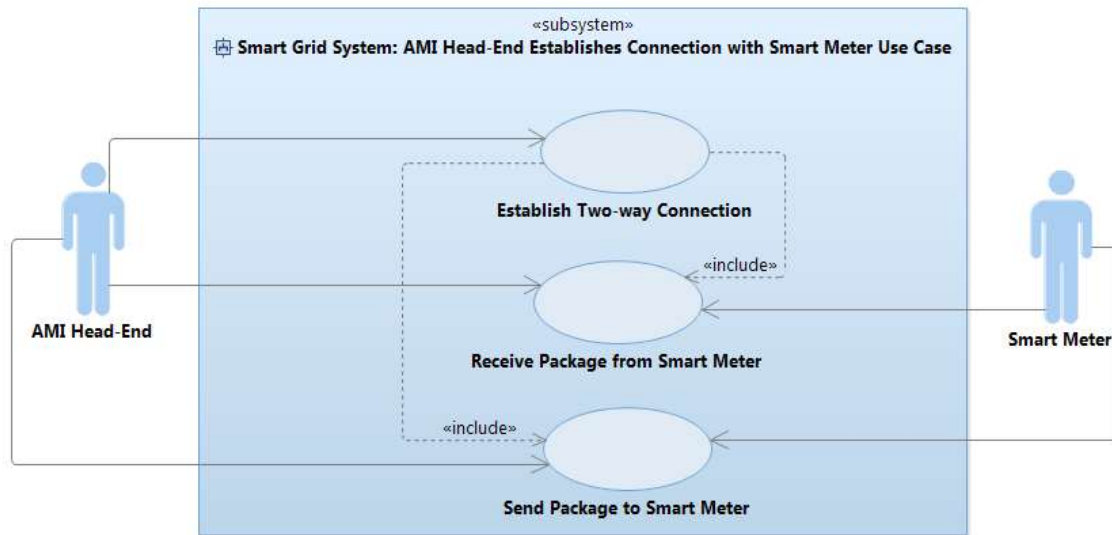 «subsystem»
Smart Grid System: AMI Head-End Establishes Connection with Smart Meter Use Case
Establish Two-way Connection
«include»
AMI Head-End
Smart Meter
Receive Package from Smart Meter
«include»
Send Package to Smart Meter